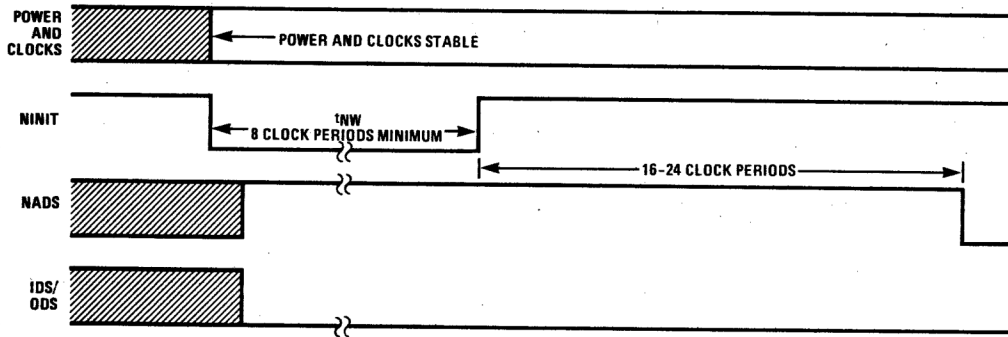 POWER
AND
CLOCKS
POWER AND CLOCKS STABLE
NINIT
tNW
8 CLOCK PERIODS MINIMUM
16-24 CLOCK PERIODS
NADS
IDS/
ODS